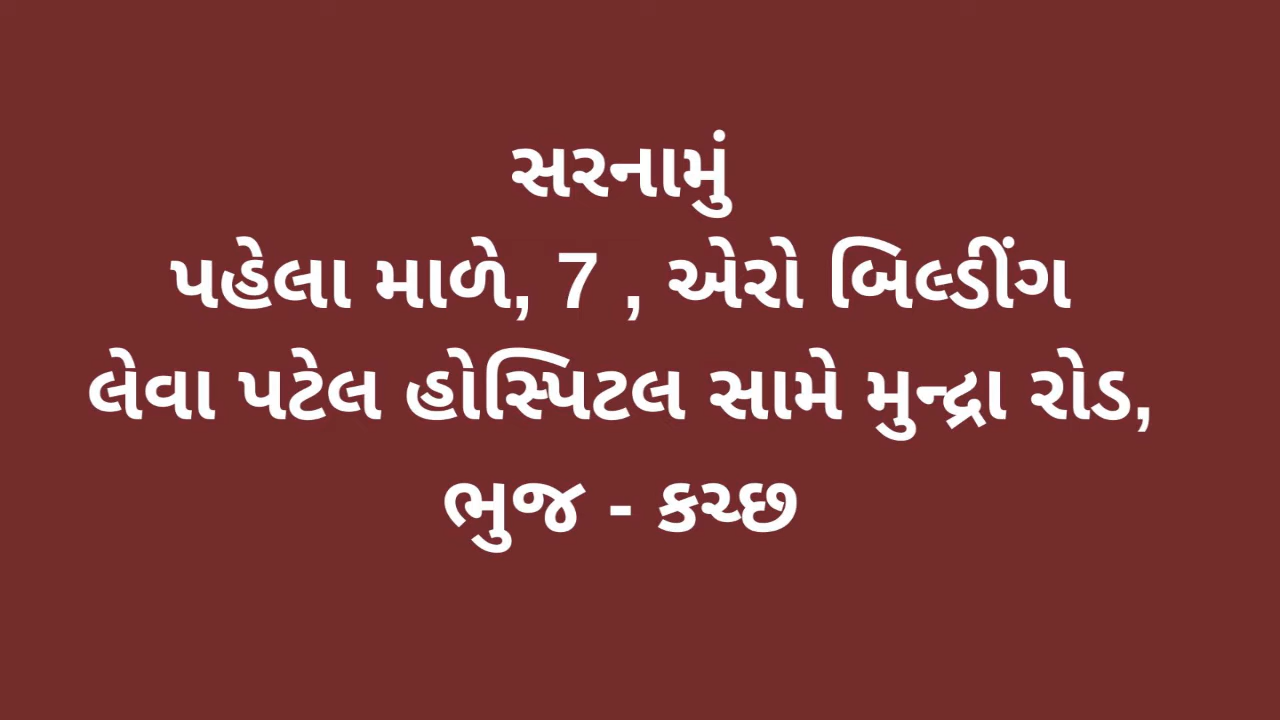 સરનામું
પહેલા માળે, 7 , એરો બિલ્ડીંગ
લેવા પટેલ હોસ્પિટલ સામે મુન્દ્રા રોડ,
ભુજ - કચ્છ